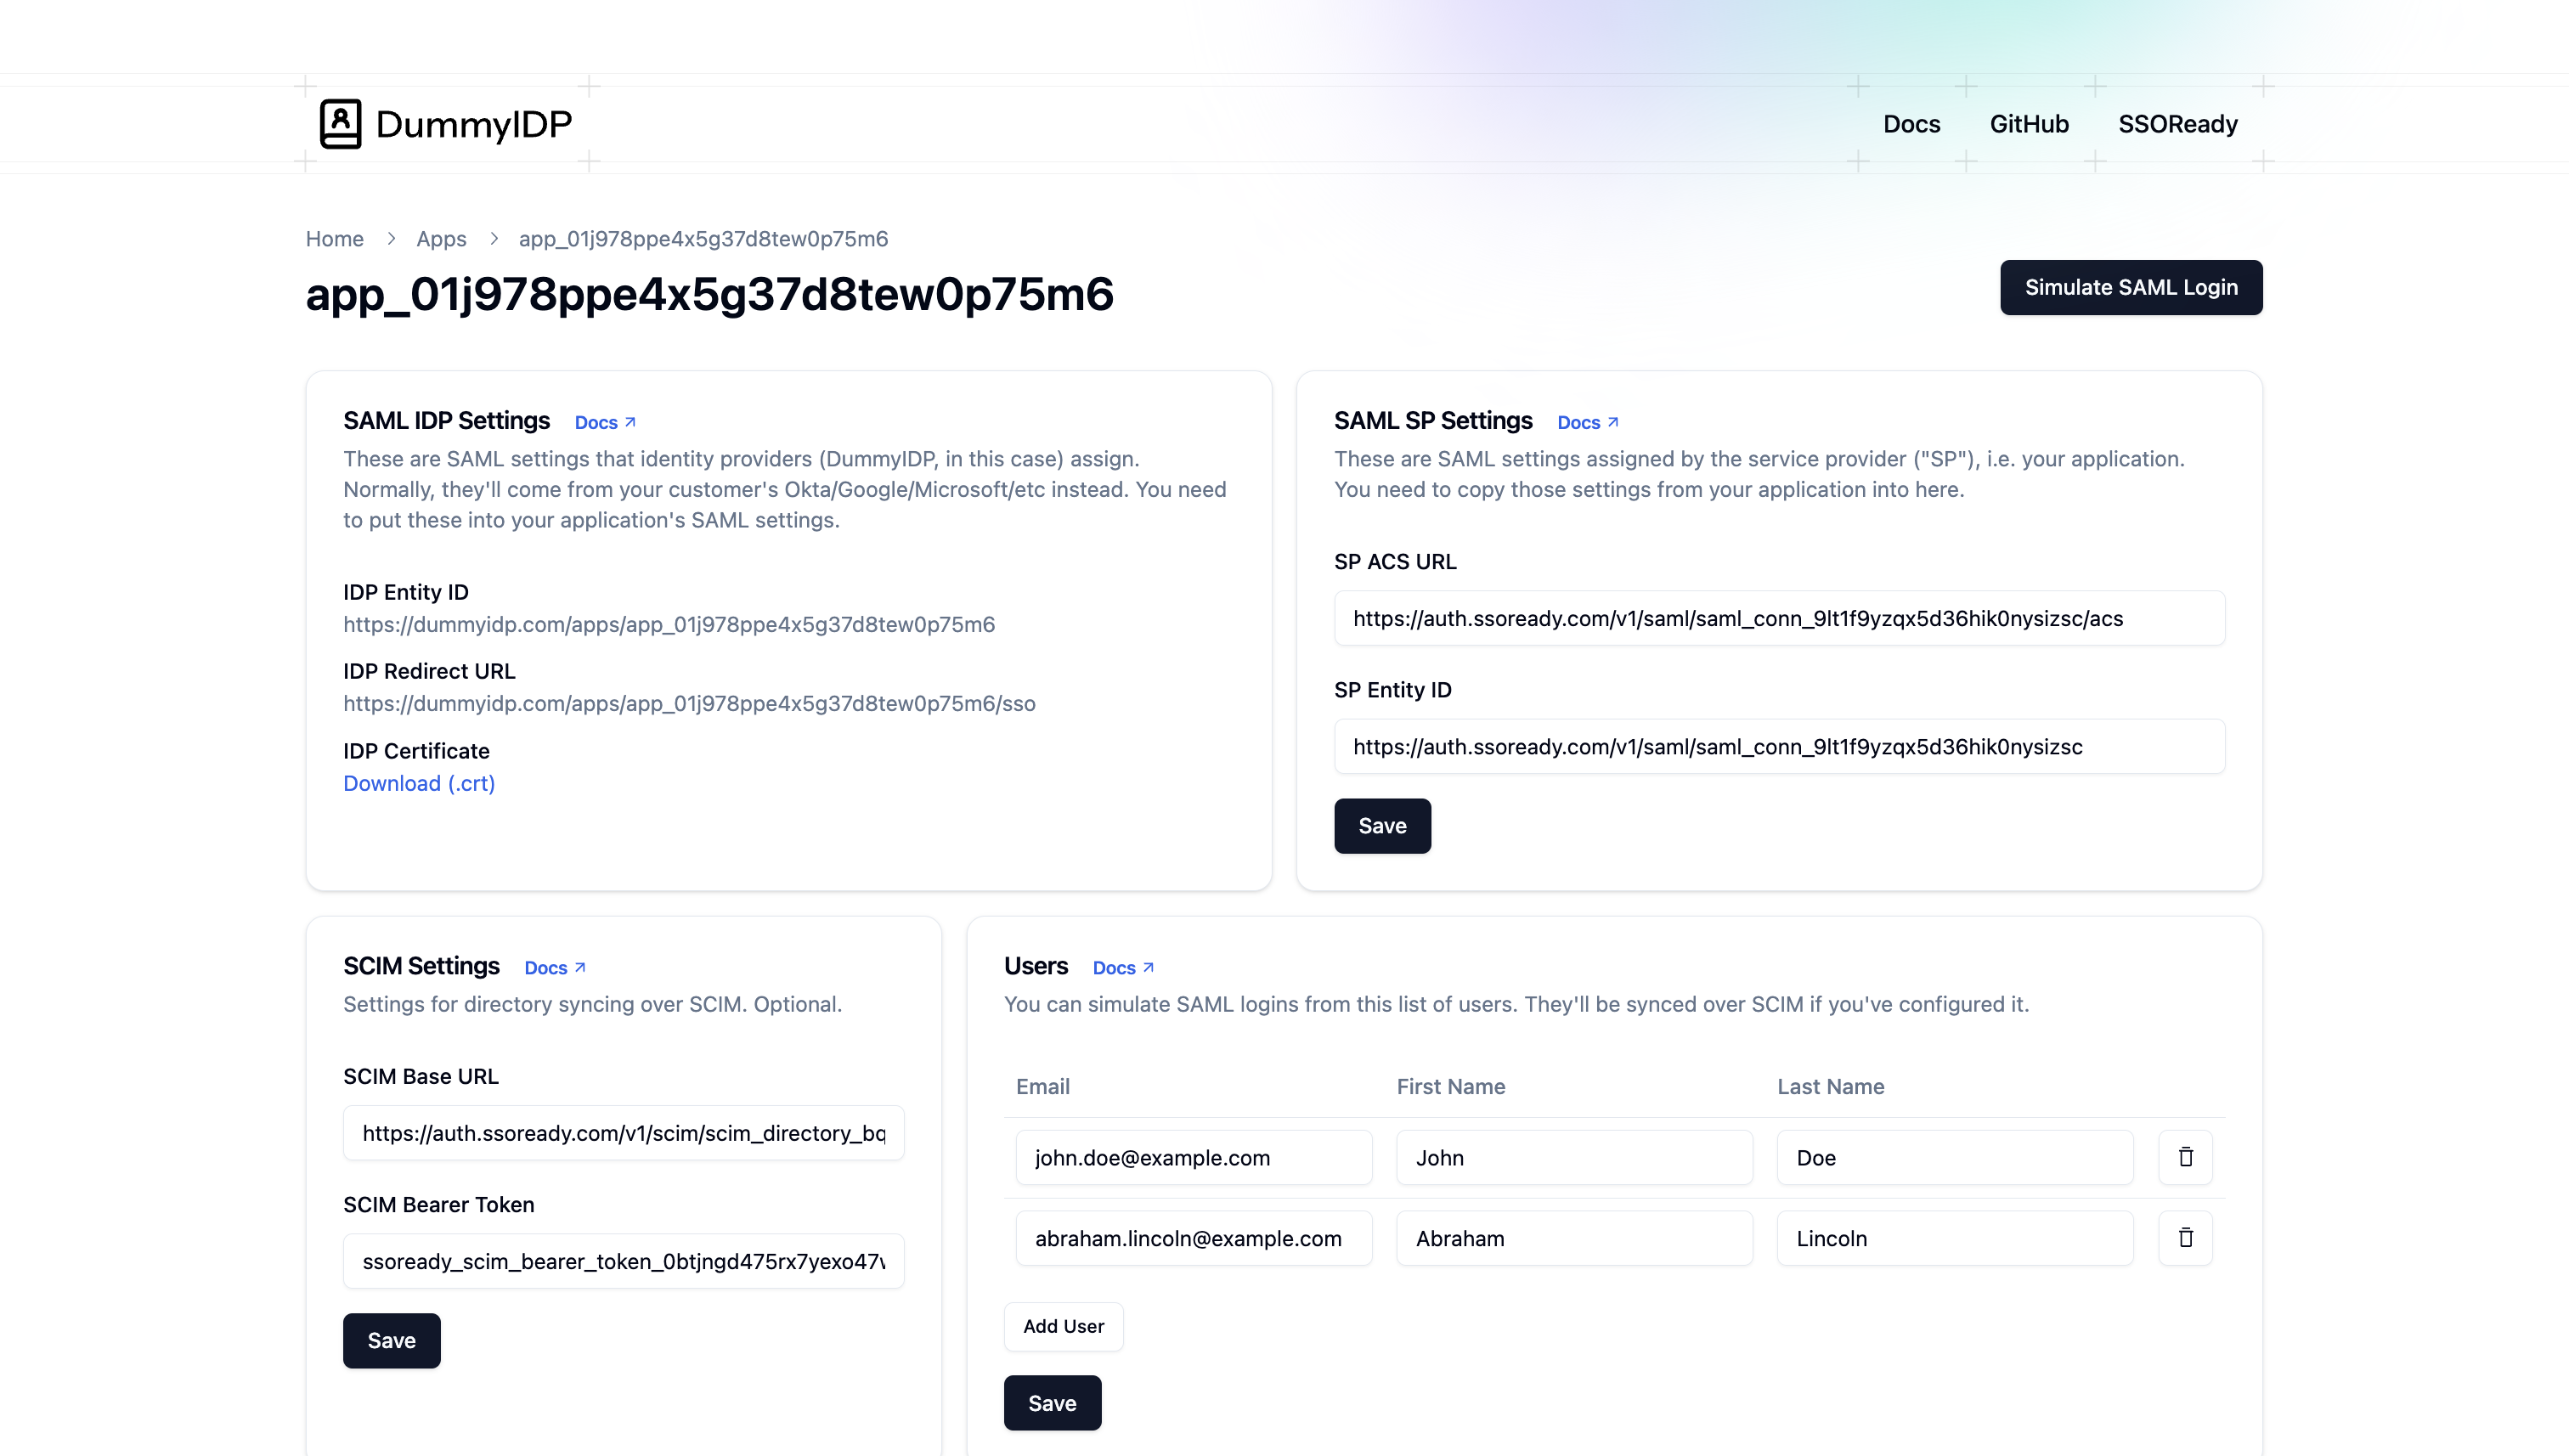 DummyIDP
Docs
GitHub
SSOReady
Home > Apps > app_01j978ppe4x5g37d8tew0p75m6
app_01j978ppe4x5g37d8tew0p75m6
Simulate SAML Login
SAML IDP Settings
Docs
These are SAML settings that identity providers (DummyIDP, in this case) assign.
Normally, they'll come from your customer's Okta/Google/Microsoft/etc instead. You need
to put these into your application's SAML settings.
IDP Entity ID
https://dummyidp.com/apps/app_01j978ppe4x5g37d8tew0p75m6
IDP Redirect URL
https://dummyidp.com/apps/app_01j978ppe4x5g37d8tew0p75m6/sso
IDP Certificate
Download (.crt)
SAML SP Settings
Docs
These are SAML settings assigned by the service provider ("SP"), i.e. your application.
You need to copy those settings from your application into here.
SP ACS URL
https://auth.ssoready.com/v1/saml/saml_conn_9lt1f9yzqx5d36hik0nysizsc/acs
SP Entity ID
https://auth.ssoready.com/v1/saml/saml_conn_9lt1f9yzqx5d36hik0nysizsc
Save
SCIM Settings
Docs
Settings for directory syncing over SCIM. Optional.
SCIM Base URL
https://auth.ssoready.com/v1/scim/scim_directory_bq
SCIM Bearer Token
ssoready_scim_bearer_token_0btjngd475rx7yexo47
Save
Users
Docs
You can simulate SAML logins from this list of users. They'll be synced over SCIM if you've configured it.
Email
First Name
Last Name
john.doe@example.com
John
Doe
abraham.lincoln@example.com
Abraham
Lincoln
Add User
Save